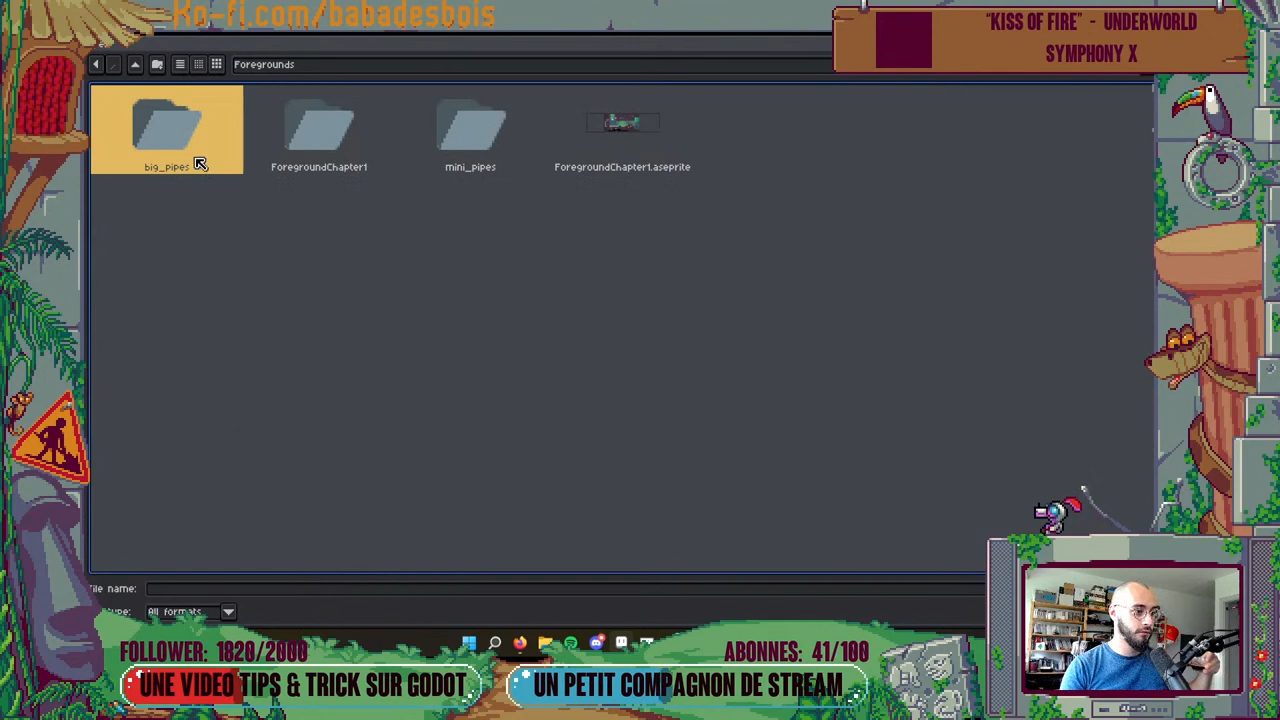 Ko-fi.com/babadesbois
"KISS OF FIRE" - UNDERWORLD
SYMPHONY X
Foregrounds
big_pipes
ForegroundChapter1
mini_pipes
ForegroundChapter1.aseprite
File name:
type:
All formats
FOLLOWER: 1820/2000
ABONNES: 41/100
UNE VIDEO TIPS & TRICK SUR GODOT
UN PETIT COMPAGNON DE STREAM